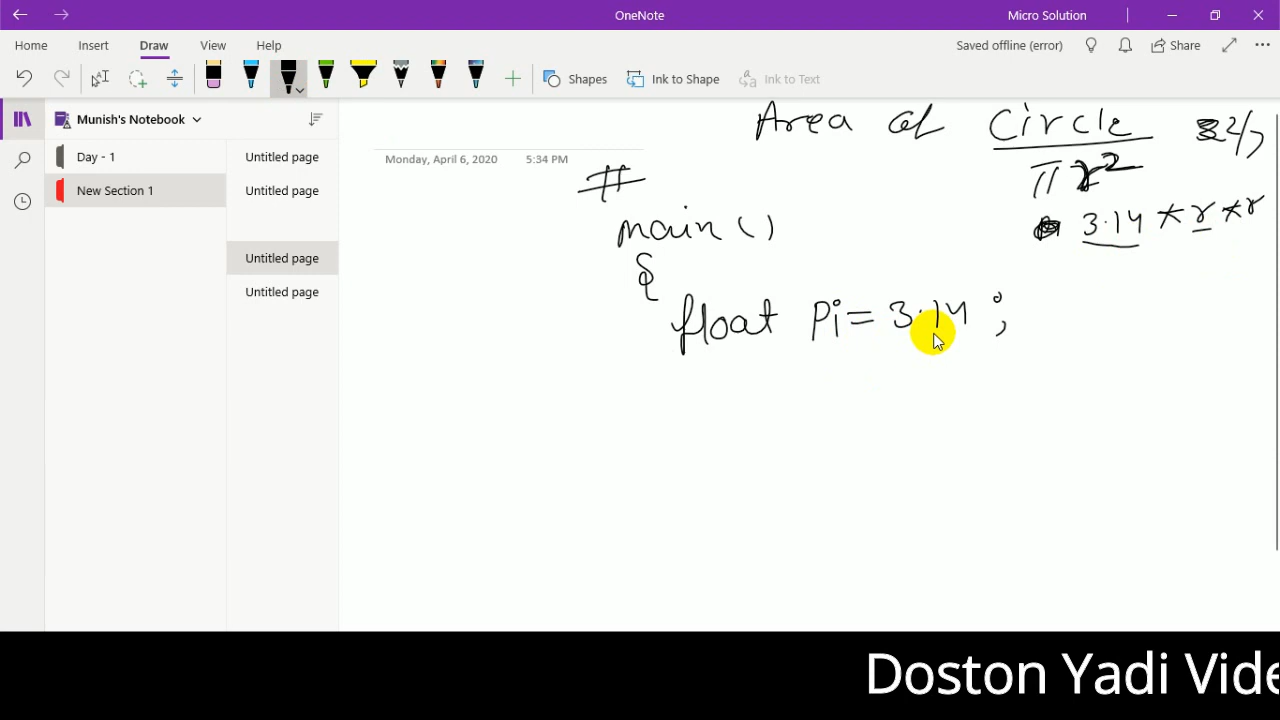 OneNote
Micro Solution
Home Insert Draw View Help
Saved offline (error)
Share
Shapes
Ink to Shape
Ink to Text
Munish's Notebook
Day - 1
New Section 1
Untitled page
Untitled page
Untitled page
Untitled page
Monday, April 6, 2020 5:34 PM
Area of Circle
πr²
3.14 * r * r
#
main ( )
{
float Pi = 3.14 ;
Doston Yadi Vide